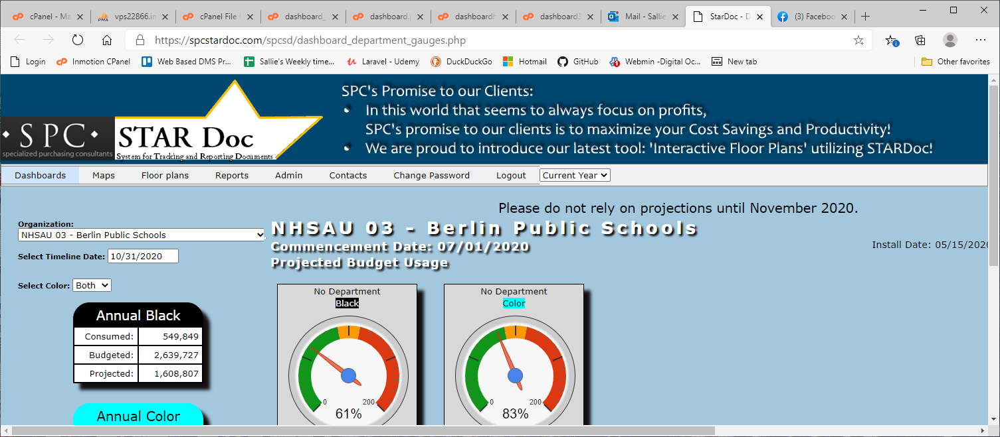 cPanel - Ma
vps22866.in
cPanel File M
dashboard_
dashboard.p
dashboardh
dashboard3
Mail - Sallie
StarDoc - D
(3) Faceboo
https://spcstardoc.com/spcsd/dashboard_department_gauges.php
Login
Inmotion CPanel
Web Based DMS Pr...
Sallie's Weekly time...
Laravel - Udemy
DuckDuckGo
Hotmail
GitHub
Webmin -Digital Oc...
New tab
Other favorites
SPC
specialized purchasing consultants
STAR Doc
System for Tracking and Reporting Documents
SPC's Promise to our Clients:
• In this world that seems to always focus on profits,
SPC's promise to our clients is to maximize your Cost Savings and Productivity!
• We are proud to introduce our latest tool: 'Interactive Floor Plans' utilizing STARDoc!
Dashboards
Maps
Floor plans
Reports
Admin
Contacts
Change Password
Logout
Current Year
Please do not rely on projections until November 2020.
Organization:
NHSAU 03 - Berlin Public Schools
Select Timeline Date: 10/31/2020
Select Color: Both
NHSAU 03 - Berlin Public Schools
Commencement Date: 07/01/2020
Projected Budget Usage
Install Date: 05/15/2020
Annual Black
Consumed: 549,849
Budgeted: 2,639,727
Projected: 1,608,807
Annual Color
No Department
Black
0 200
61%
No Department
Color
0 200
83%